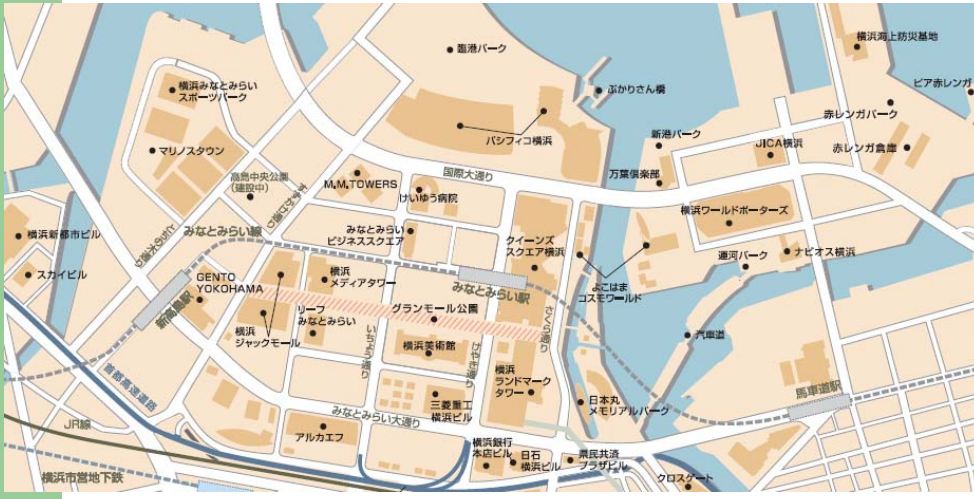 臨港パーク
横浜海上防災基地
ピア赤レンガ
横浜みなとみらい
スポーツパーク
ぷかりさん橋
赤レンガパーク
マリノスタウン
パシフィコ横浜
新港パーク
JICA横浜
赤レンガ倉庫
高島中央公園
(建設中)
すずかけ通り
M.M.TOWERS
国際大通り
けいゆう病院
万葉倶楽部
横浜ワールドポーターズ
横浜新都市ビル
とちのき通り
みなとみらい線
みなとみらい
ビジネススクエア
クイーンズ
スクエア横浜
運河パーク
ナビオス横浜
スカイビル
GENTO
YOKOHAMA
横浜
メディアタワー
みなとみらい駅
よこはま
コスモワールド
新高島駅
横浜
ジャックモール
リーフ
みなとみらい
グランモール公園
さくら通り
汽車道
いちょう通り
横浜美術館
けやき通り
横浜
ランドマーク
タワー
首都高速道路
三菱重工
横浜ビル
日本丸
メモリアルパーク
馬車道駅
みなとみらい大通り
JR線
アルカエフ
横浜銀行
本店ビル
日石
横浜ビル
県民共済
プラザビル
横浜市営地下鉄
クロスゲート